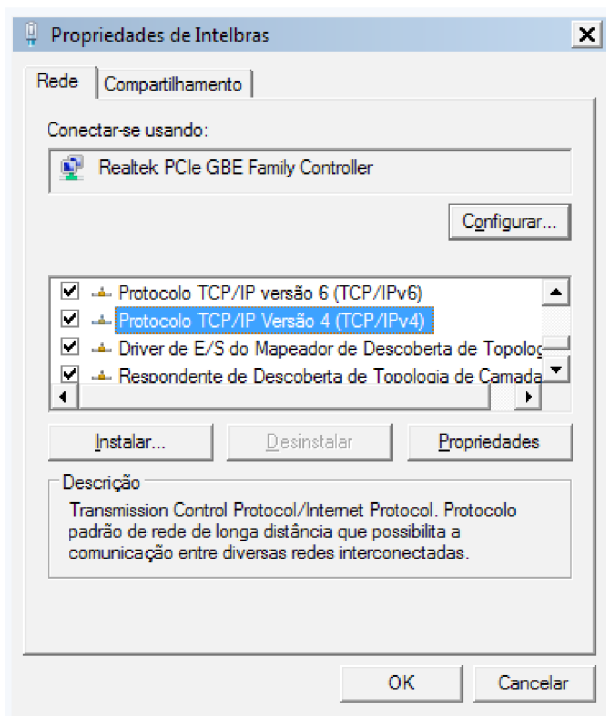 Propriedades de Intelbras
Rede
Compartilhamento
Conectar-se usando:
Realtek PCIe GBE Family Controller
Configurar...
Protocolo TCP/IP versão 6 (TCP/IPv6)
Protocolo TCP/IP Versão 4 (TCP/IPv4)
Driver de E/S do Mapeador de Descoberta de Topolog
Respondente de Descoberta de Topologia de Camada
Instalar...
Desinstalar
Propriedades
Descrição
Transmission Control Protocol/Internet Protocol. Protocolo
padrão de rede de longa distância que possibilita a
comunicação entre diversas redes interconectadas.
OK
Cancelar